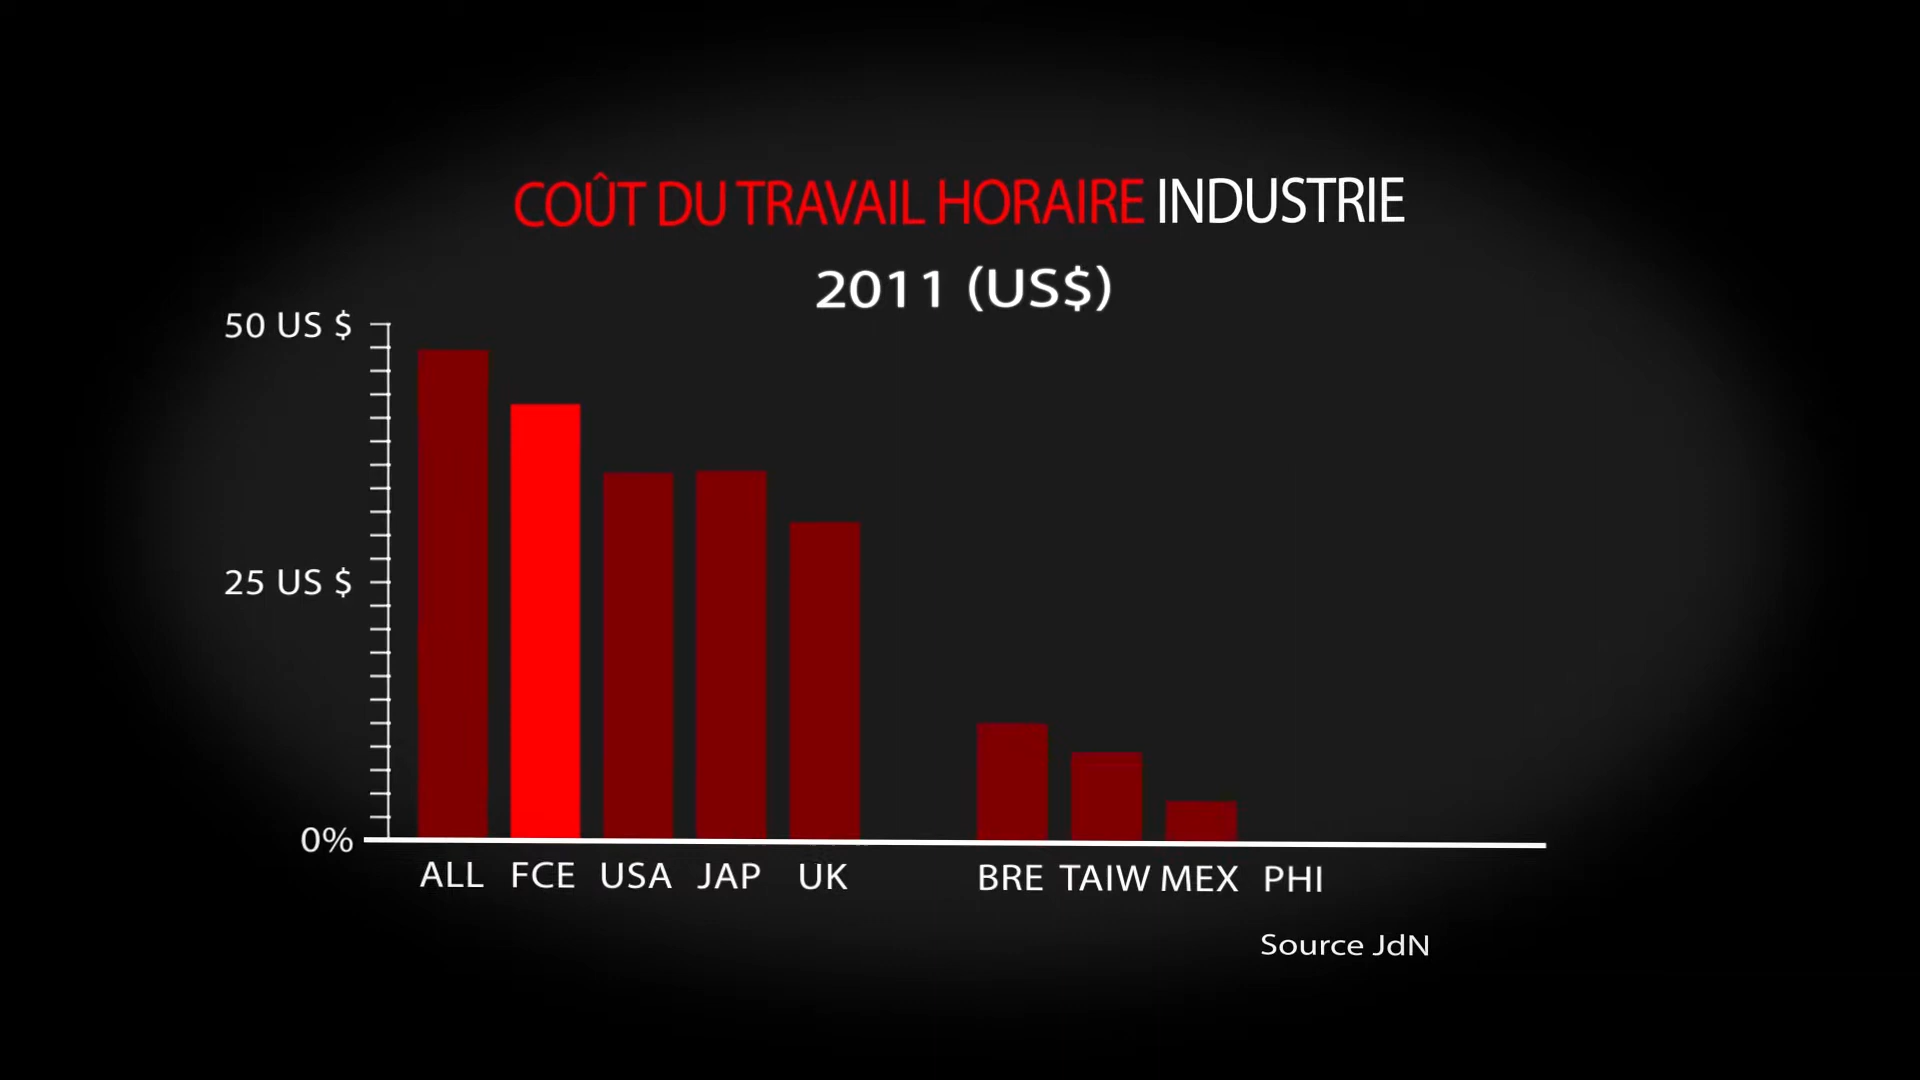 COÛT DU TRAVAIL HORAIRE INDUSTRIE
2011 (US$)
50 US $
25 US $
0%
ALL FCE USA JAP UK BRE TAIW MEX PHI
Source JdN